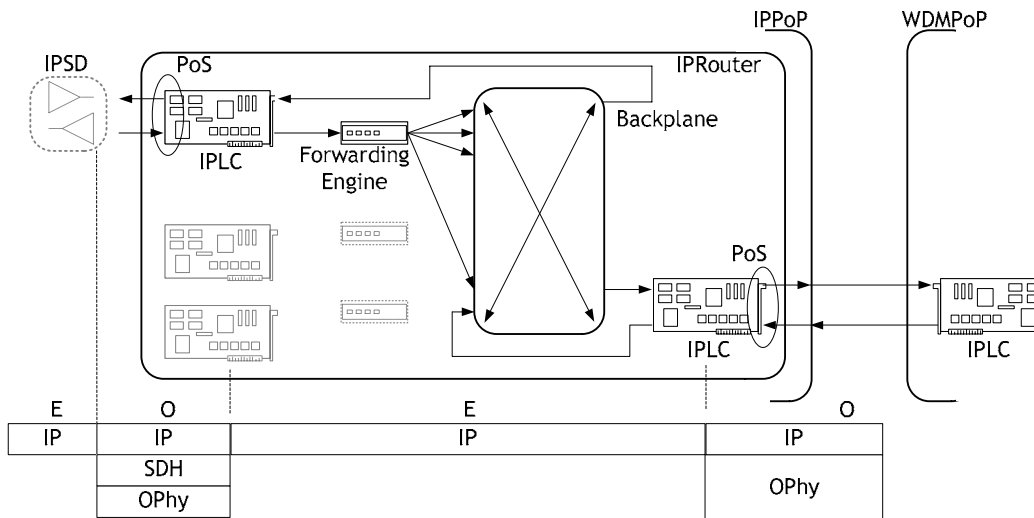 IPPoP
WDMPoP
IPSD
PoS
IPRouter
Backplane
IPLC
Forwarding
Engine
PoS
IPLC
IPLC
E
O
E
O
IP
IP
IP
IP
SDH
OPhy
OPhy